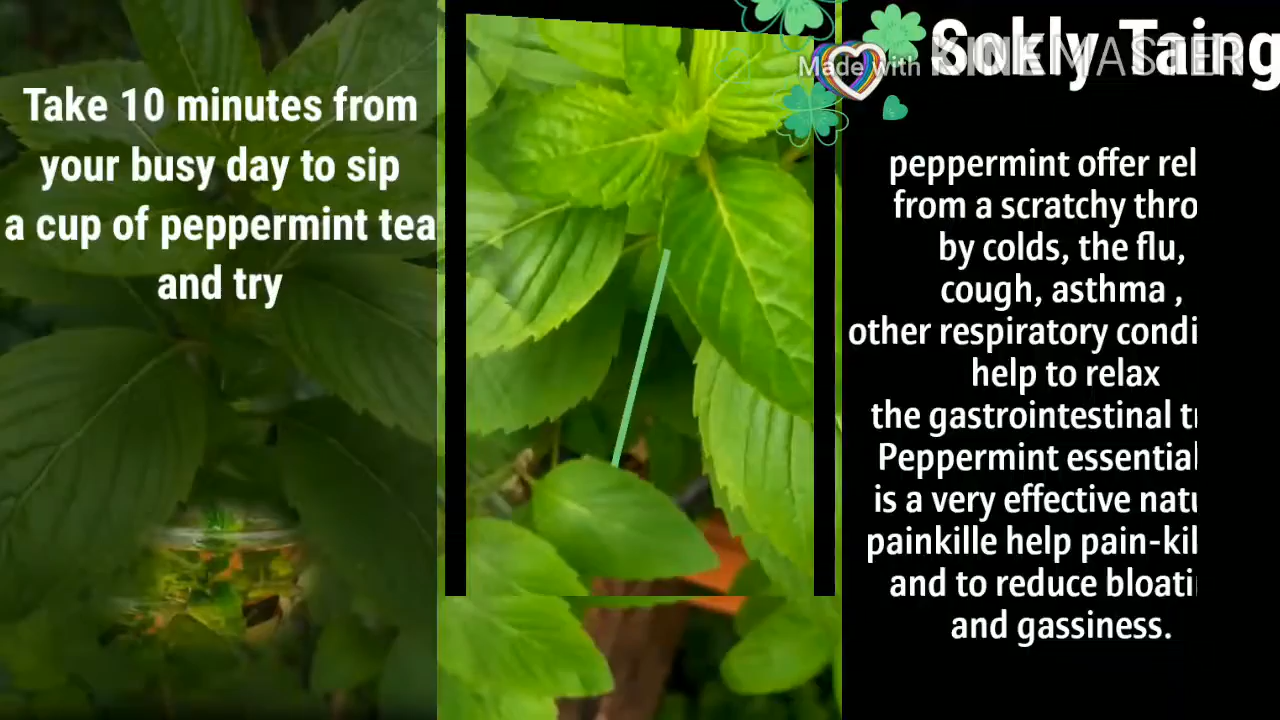 Take 10 minutes from
your busy day to sip
a cup of peppermint tea
and try
Sokly Taing
Made with KINEMASTER
peppermint offer rel
from a scratchy thro
by colds, the flu,
cough, asthma ,
other respiratory condi
help to relax
the gastrointestinal tr
Peppermint essential
is a very effective natu
painkille help pain-kil
and to reduce bloati
and gassiness.